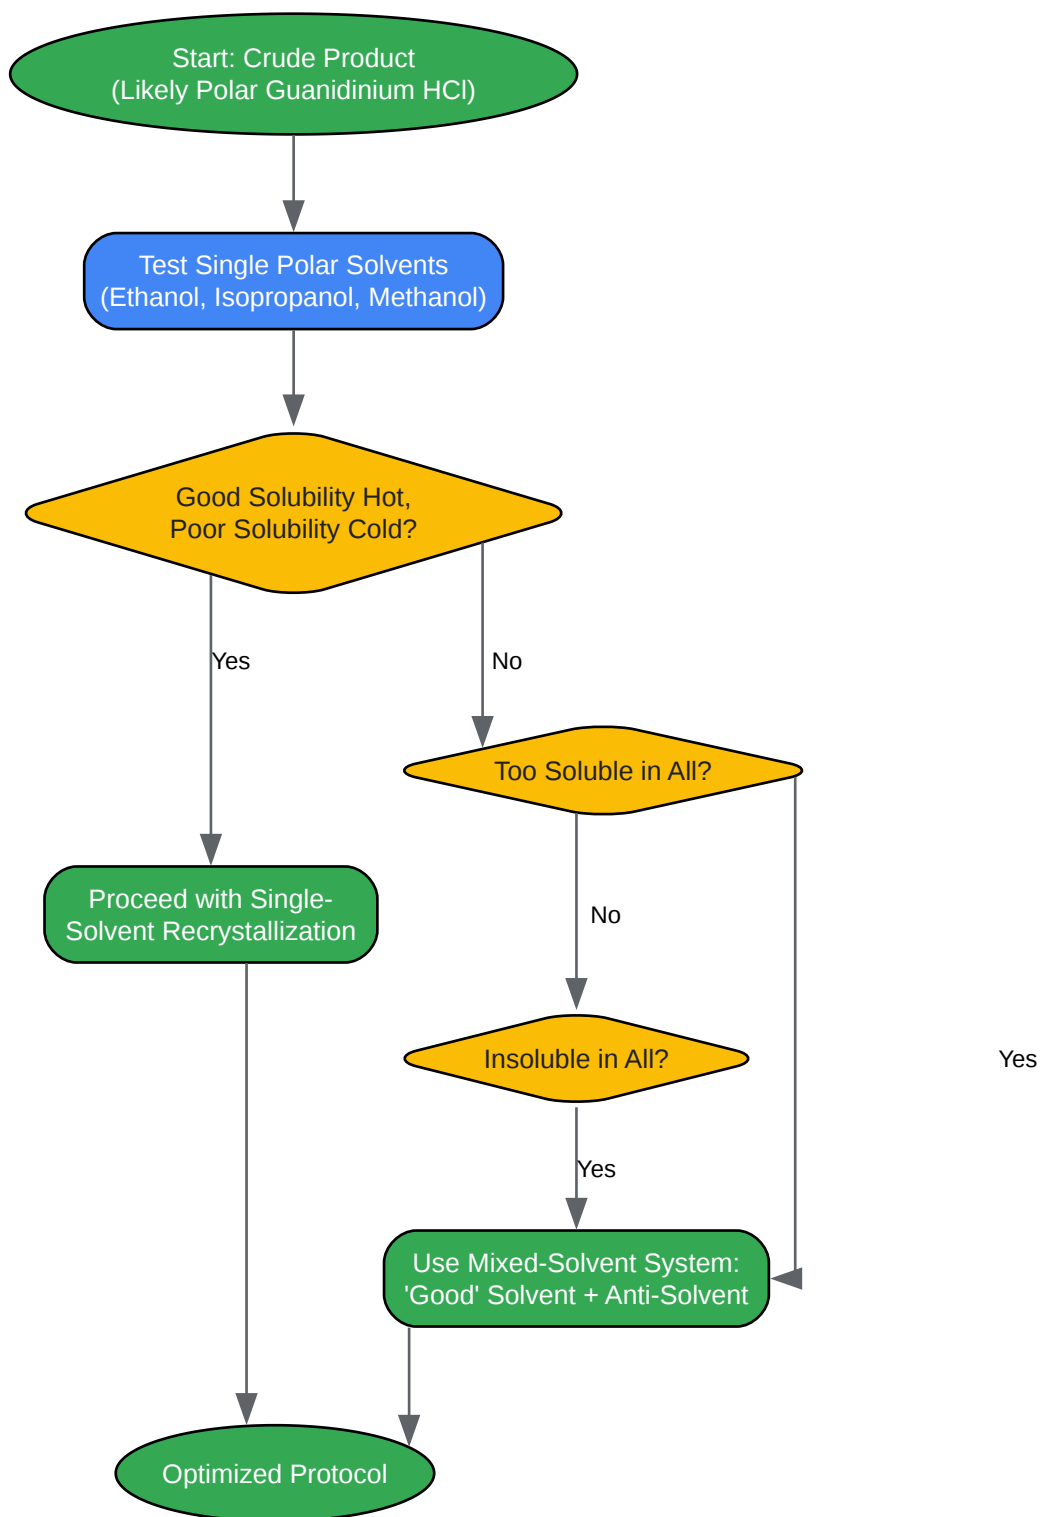 Start: Crude Product
(Likely Polar Guanidinium HCl)
Test Single Polar Solvents
(Ethanol, Isopropanol, Methanol)
Good Solubility Hot,
Poor Solubility Cold?
Yes
No
Too Soluble in All?
Proceed with Single-
Solvent Recrystallization
No
Insoluble in All?
Yes
Yes
Use Mixed-Solvent System:
'Good' Solvent + Anti-Solvent
Optimized Protocol